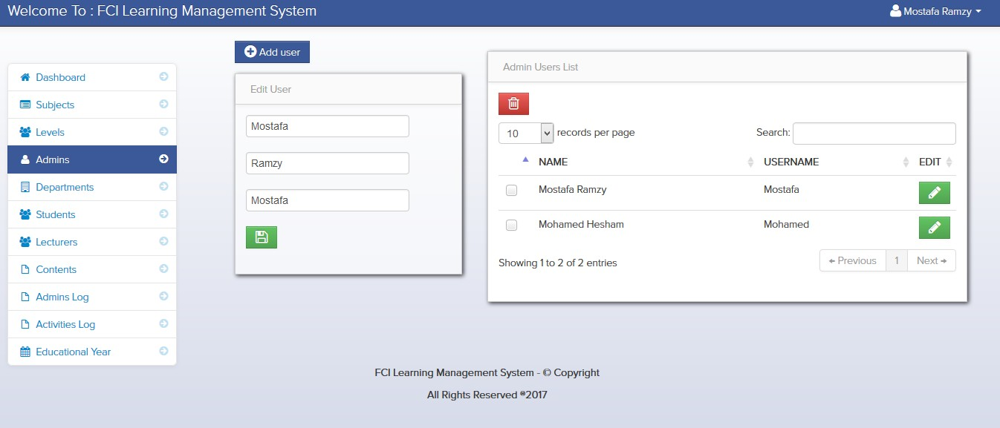 Welcome To : FCI Learning Management System
Mostafa Ramzy
Dashboard
Subjects
Levels
Admins
Departments
Students
Lecturers
Contents
Admins Log
Activities Log
Educational Year
Add user
Edit User
Mostafa
Ramzy
Mostafa
Admin Users List
10 records per page
Search:
NAME USERNAME EDIT
Mostafa Ramzy Mostafa
Mohamed Hesham Mohamed
Showing 1 to 2 of 2 entries
← Previous 1 Next →
FCI Learning Management System - © Copyright
All Rights Reserved ®2017